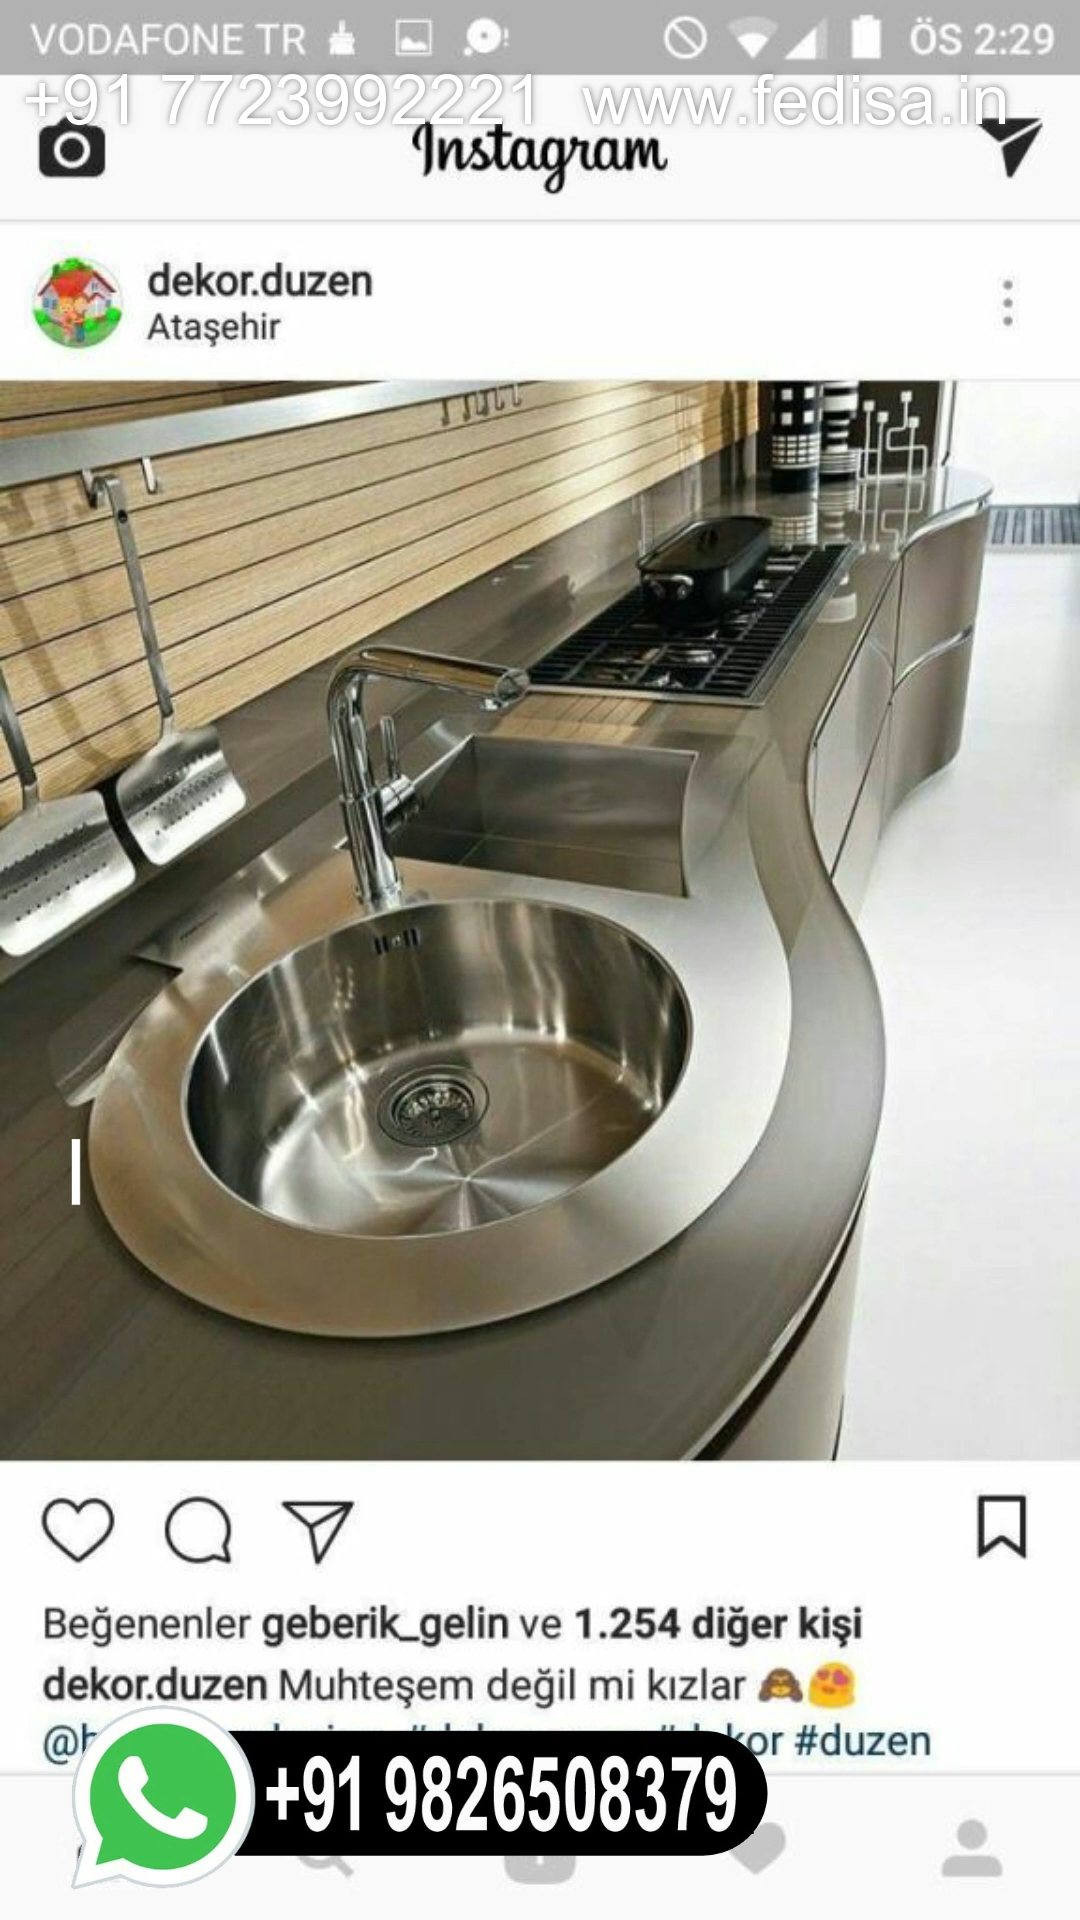 VODAFONE TR ÖS 2:29
+91 7723992221 www.fedisa.in
Instagram
dekor.duzen
Ataşehir
Beğenenler geberik_gelin ve 1.254 diğer kişi
dekor.duzen Muhteşem değil mi kızlar 🙈😍
#duzen
+91 9826508379